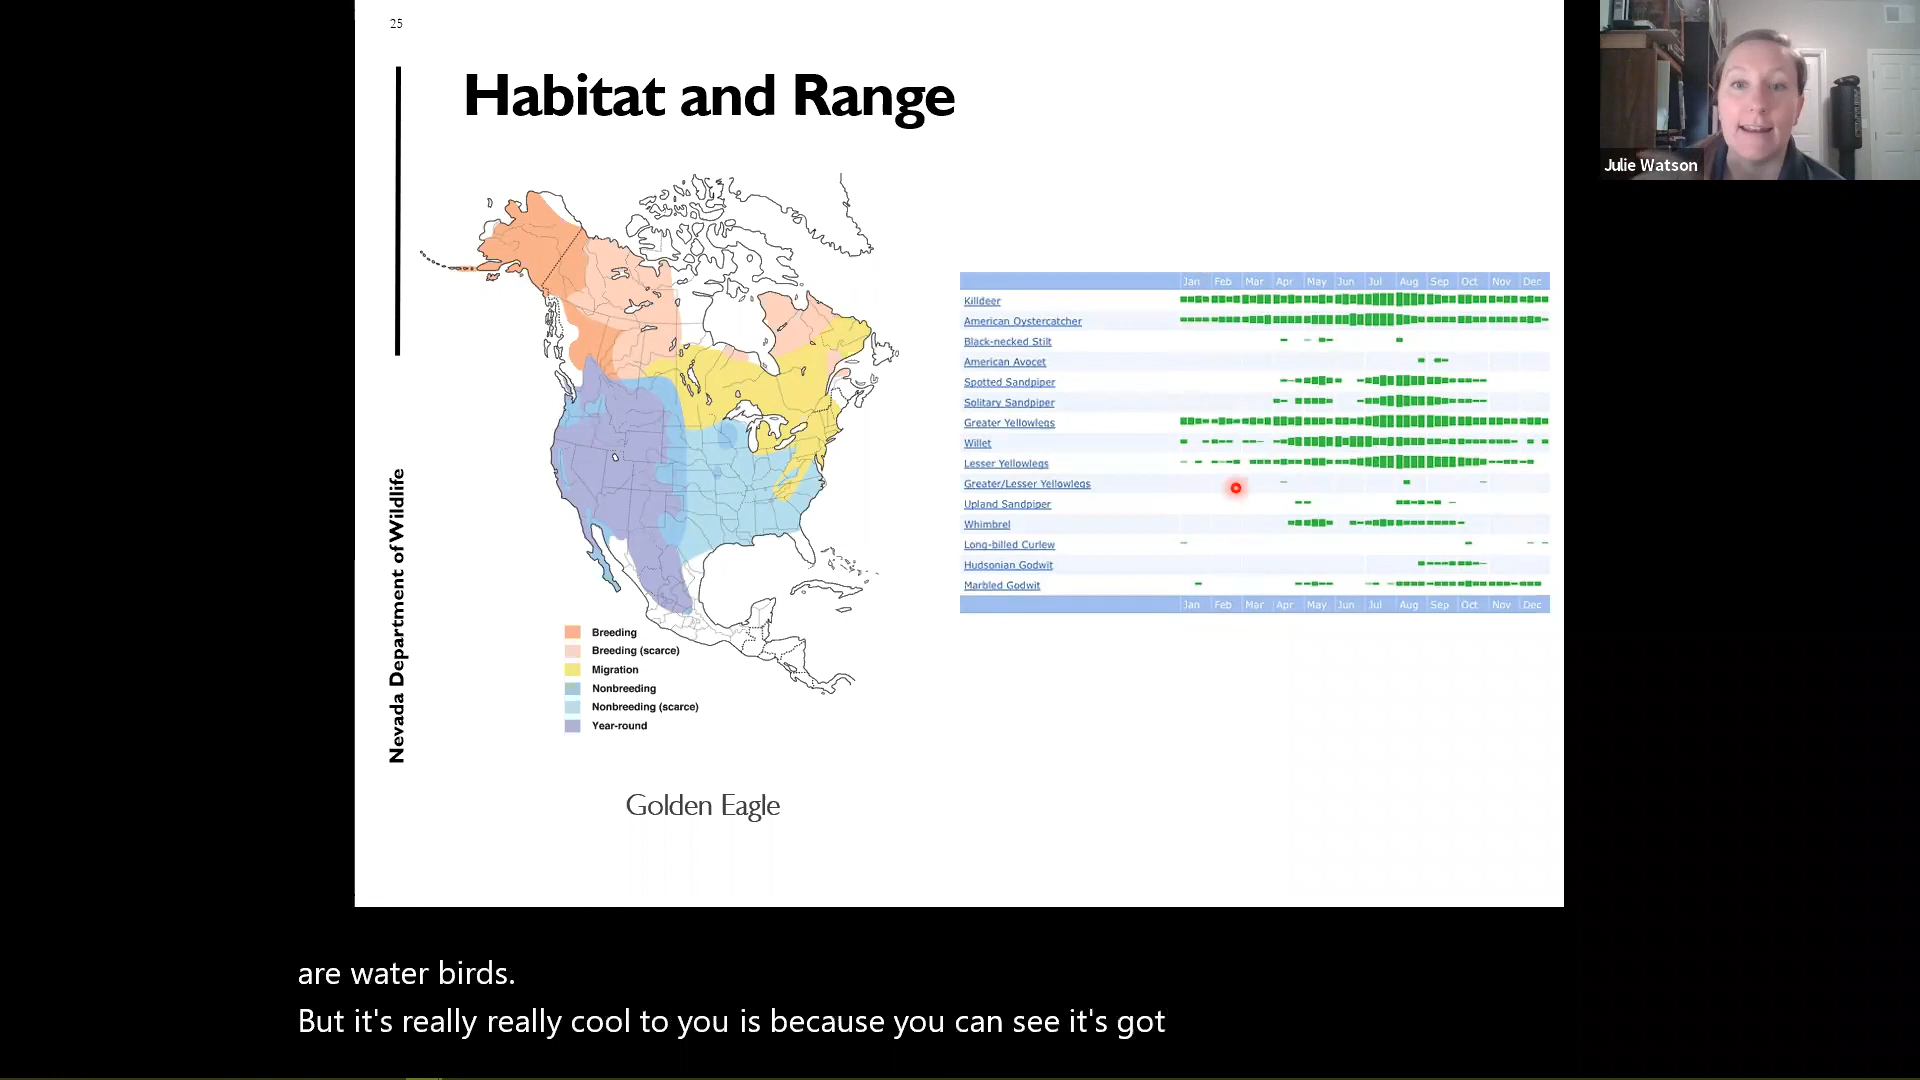 25
Habitat and Range
Nevada Department of Wildlife
Breeding
Breeding (scarce)
Migration
Nonbreeding
Nonbreeding (scarce)
Year-round
Golden Eagle
Jan Feb Mar Apr May Jun Jul Aug Sep Oct Nov Dec
Killdeer
American Oystercatcher
Black-necked Stilt
American Avocet
Spotted Sandpiper
Solitary Sandpiper
Greater Yellowlegs
Willet
Lesser Yellowlegs
Greater/Lesser Yellowlegs
Upland Sandpiper
Whimbrel
Long-billed Curlew
Hudsonian Godwit
Marbled Godwit
Jan Feb Mar Apr May Jun Jul Aug Sep Oct Nov Dec
Julie Watson
are water birds.
But it's really really cool to you is because you can see it's got